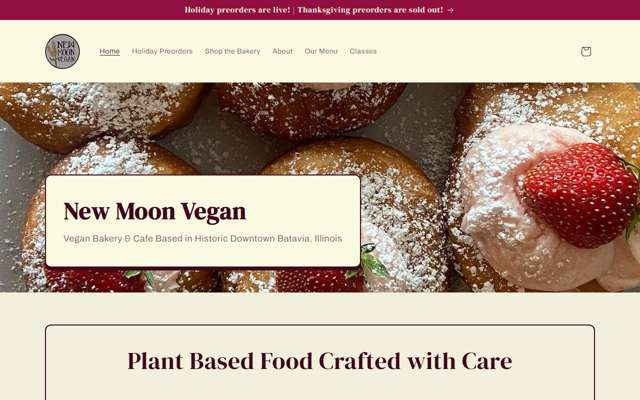 Holiday preorders are live! | Thanksgiving preorders are sold out! →
NEW
MOON
VEGAN
Home
Holiday Preorders
Shop the Bakery
About
Our Menu
Classes
New Moon Vegan
Vegan Bakery & Cafe Based in Historic Downtown Batavia, Illinois
Plant Based Food Crafted with Care